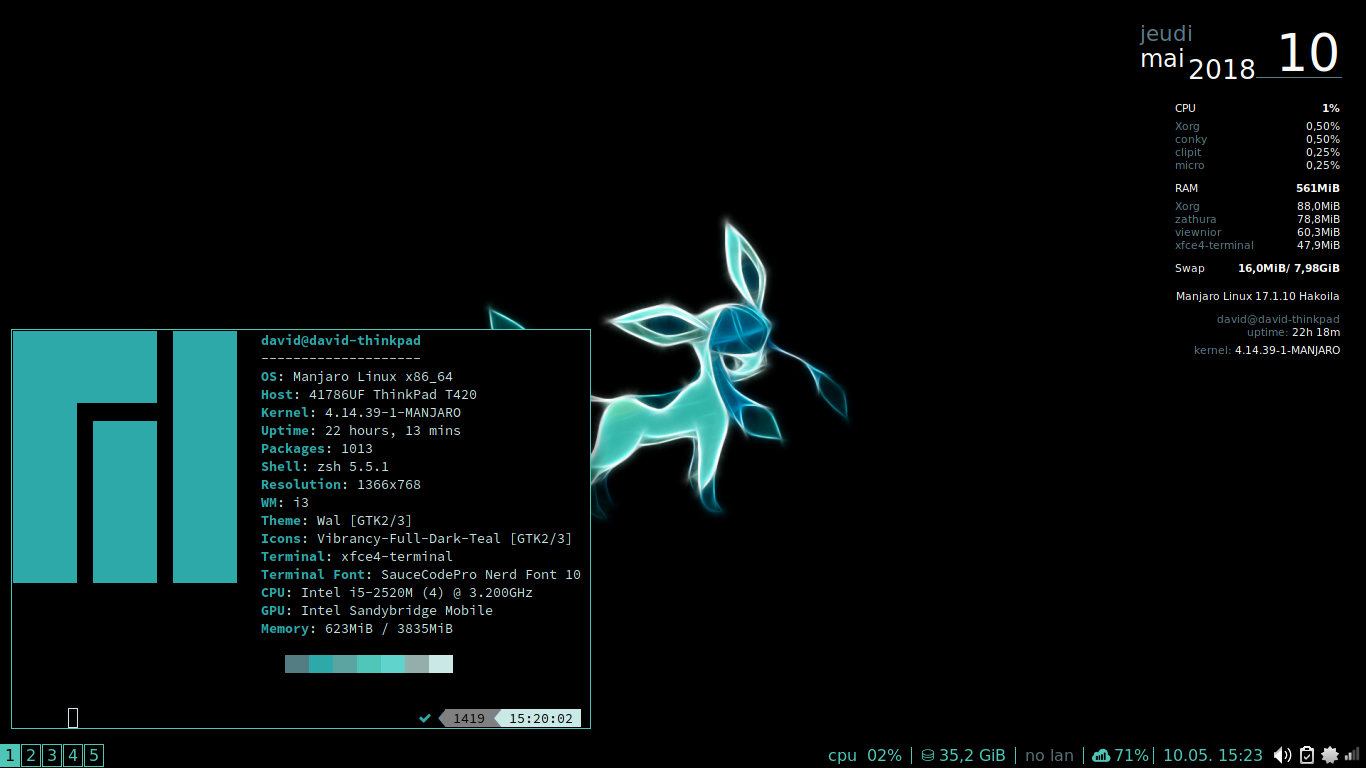 jeudi
mai 2018 10
CPU 1%
Xorg 0,50%
conky 0,50%
clipit 0,25%
micro 0,25%
RAM 561MiB
Xorg 88,0MiB
zathura 78,8MiB
viewnior 60,3MiB
xfce4-terminal 47,9MiB
Swap 16,0MiB/ 7,98GiB
Manjaro Linux 17.1.10 Hakoila
david@david-thinkpad
uptime: 22h 18m
kernel: 4.14.39-1-MANJARO
david@david-thinkpad
--------------------
OS: Manjaro Linux x86_64
Host: 41786UF ThinkPad T420
Kernel: 4.14.39-1-MANJARO
Uptime: 22 hours, 13 mins
Packages: 1013
Shell: zsh 5.5.1
Resolution: 1366x768
WM: i3
Theme: Wal [GTK2/3]
Icons: Vibrancy-Full-Dark-Teal [GTK2/3]
Terminal: xfce4-terminal
Terminal Font: SauceCodePro Nerd Font 10
CPU: Intel i5-2520M (4) @ 3.200GHz
GPU: Intel Sandybridge Mobile
Memory: 623MiB / 3835MiB
✔ 1419 15:20:02
1 2 3 4 5
cpu 02% | 35,2 GiB | no lan | 71% | 10.05. 15:23